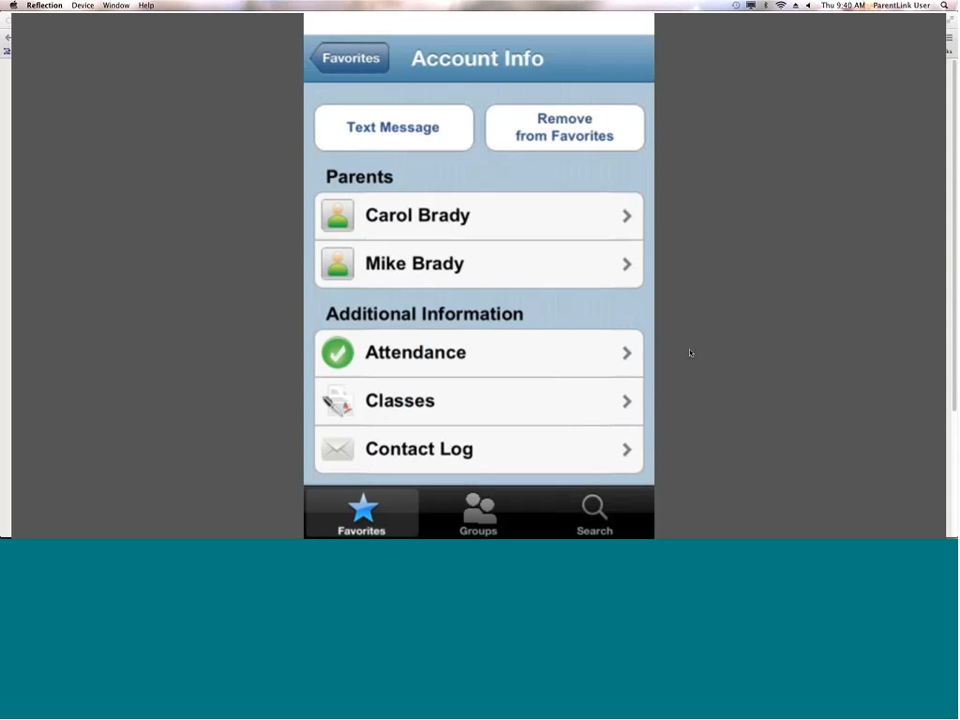 Reflection Device Window Help Thu 9:40 AM ParentLink User
Favorites Account Info
Text Message
Remove
from Favorites
Parents
Carol Brady
Mike Brady
Additional Information
Attendance
Classes
Contact Log
Favorites Groups Search